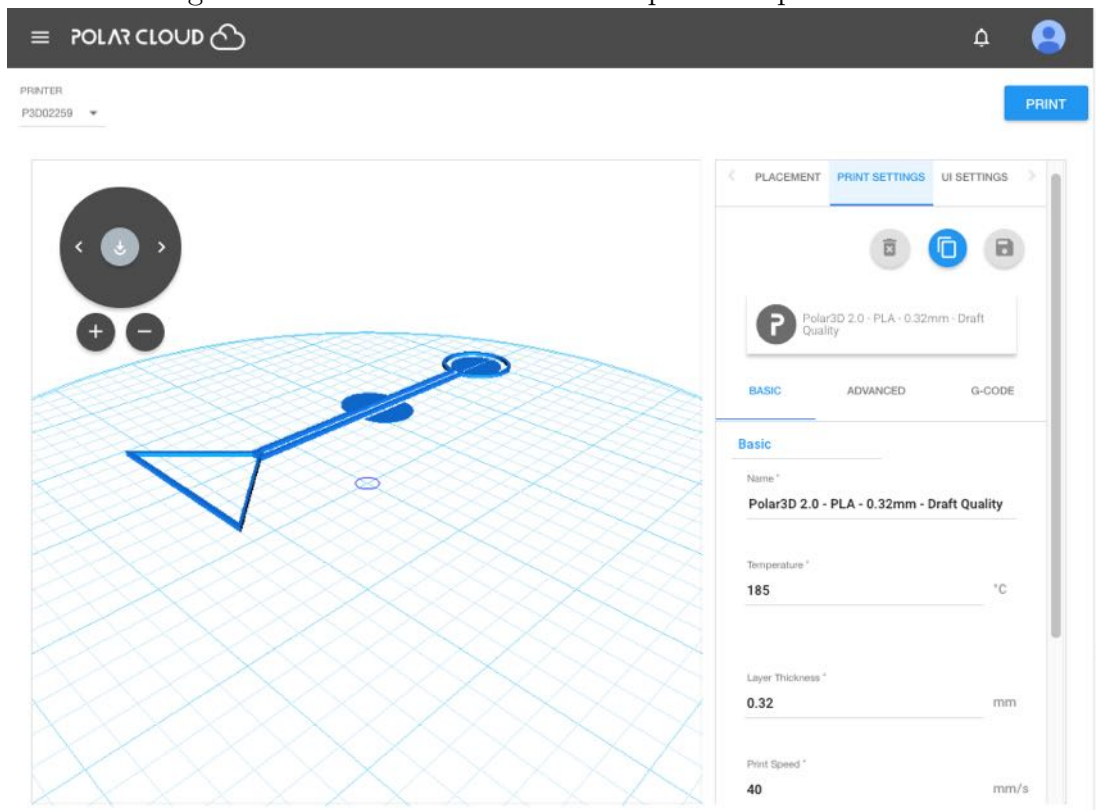 POLAR CLOUD
PRINTER
P3D02259
PRINT
PLACEMENT PRINT SETTINGS UI SETTINGS
Polar3D 2.0 - PLA - 0.32mm - Draft
Quality
BASIC ADVANCED G-CODE
Basic
Name *
Polar3D 2.0 - PLA - 0.32mm - Draft Quality
Temperature *
185 °C
Layer Thickness *
0.32 mm
Print Speed *
40 mm/s